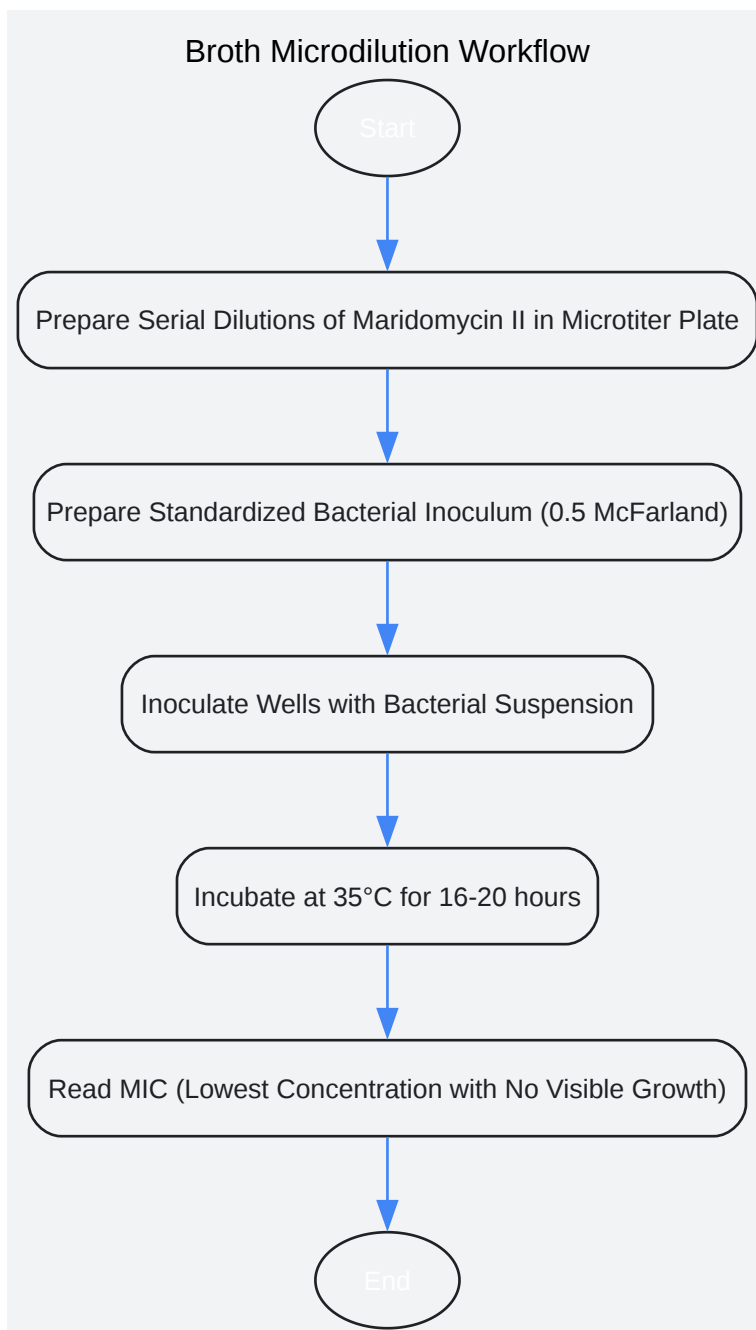 Broth Microdilution Workflow
Start
Prepare Serial Dilutions of Maridomycin II in Microtiter Plate
Prepare Standardized Bacterial Inoculum (0.5 McFarland)
Inoculate Wells with Bacterial Suspension
Incubate at 35°C for 16-20 hours
Read MIC (Lowest Concentration with No Visible Growth)
End